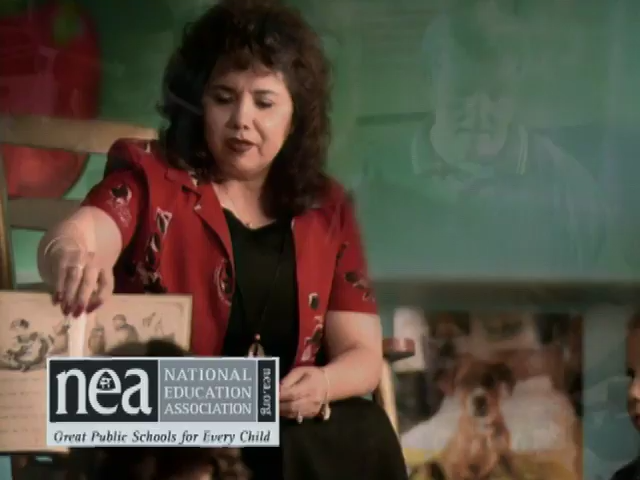 nea
NATIONAL
EDUCATION
ASSOCIATION
nea.org
Great Public Schools for Every Child